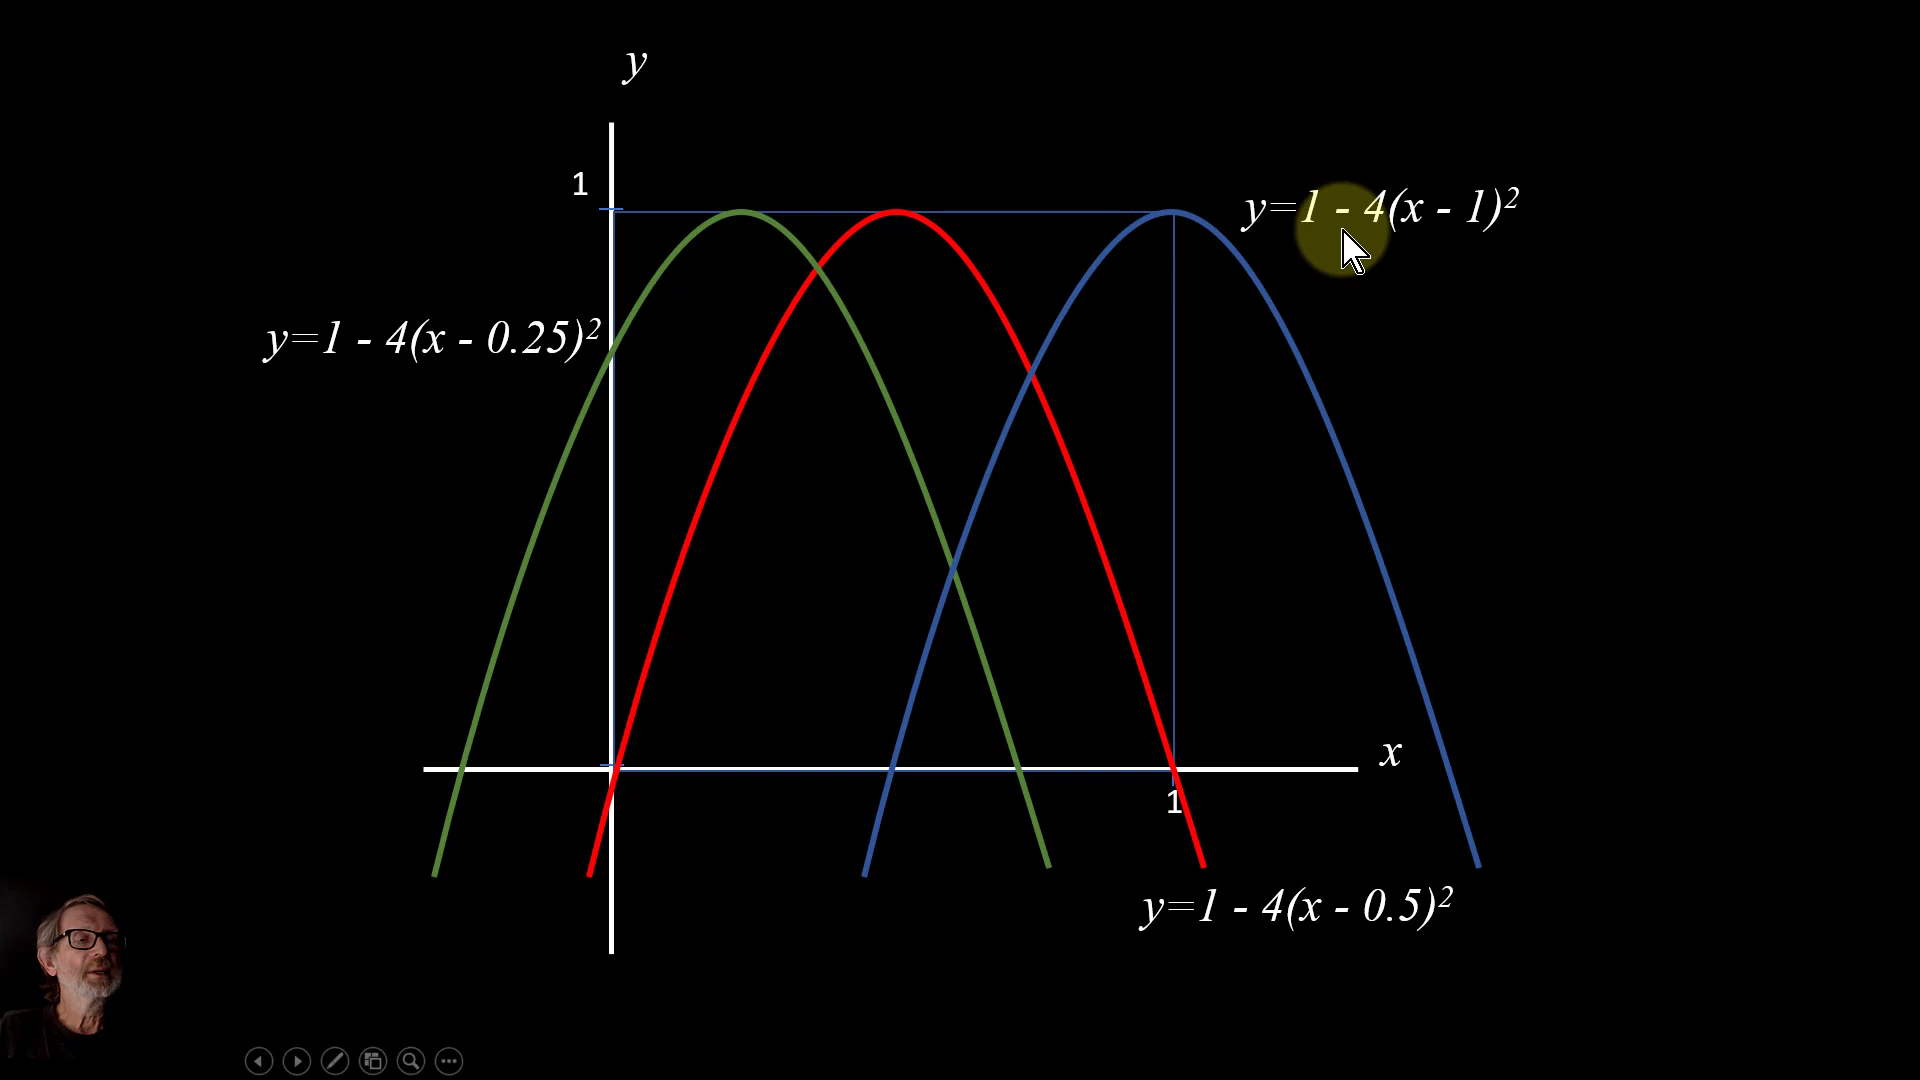 y
1
y=1 - 4(x - 1)²
y=1 - 4(x - 0.25)²
x
1
y=1 - 4(x - 0.5)²